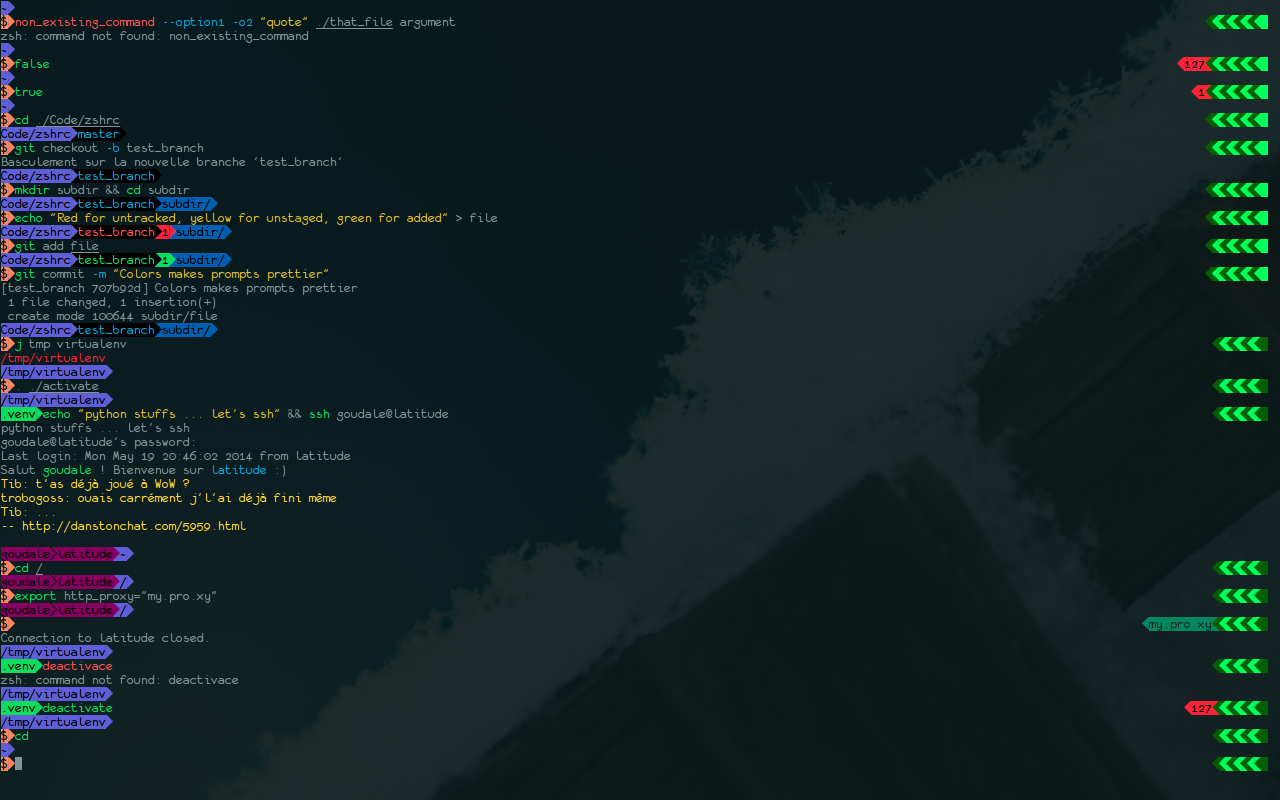 ~
$ non_existing_command --option1 -o2 "quote" ./that_file argument
zsh: command not found: non_existing_command
~
$ false 127
~
$ true 1
~
$ cd ./Code/zshrc
Code/zshrc master
$ git checkout -b test_branch
Basculement sur la nouvelle branche 'test_branch'
Code/zshrc test_branch
$ mkdir subdir && cd subdir
Code/zshrc test_branch subdir/
$ echo "Red for untracked, yellow for unstaged, green for added" > file
Code/zshrc test_branch 1 subdir/
$ git add file
Code/zshrc test_branch 1 subdir/
$ git commit -m "Colors makes prompts prettier"
[test_branch 707b92d] Colors makes prompts prettier
1 file changed, 1 insertion(+)
create mode 100644 subdir/file
Code/zshrc test_branch subdir/
$ j tmp virtualenv
/tmp/virtualenv
/tmp/virtualenv
$ . ./activate
/tmp/virtualenv
.venv echo "python stuffs ... let's ssh" && ssh goudale@latitude
python stuffs ... let's ssh
goudale@latitude's password:
Last login: Mon May 19 20:46:02 2014 from latitude
Salut goudale ! Bienvenue sur latitude :)
Tib: t'as déjà joué à WoW ?
trobogoss: ouais carrément j'l'ai déjà fini même
Tib: ...
-- http://danstonchat.com/5959.html
goudale latitude ~
$ cd /
goudale latitude /
$ export http_proxy="my.pro.xy"
goudale latitude /
$ my.pro.xy
Connection to latitude closed.
/tmp/virtualenv
.venv deactivace
zsh: command not found: deactivace
/tmp/virtualenv
.venv deactivate 127
/tmp/virtualenv
$ cd
~
$